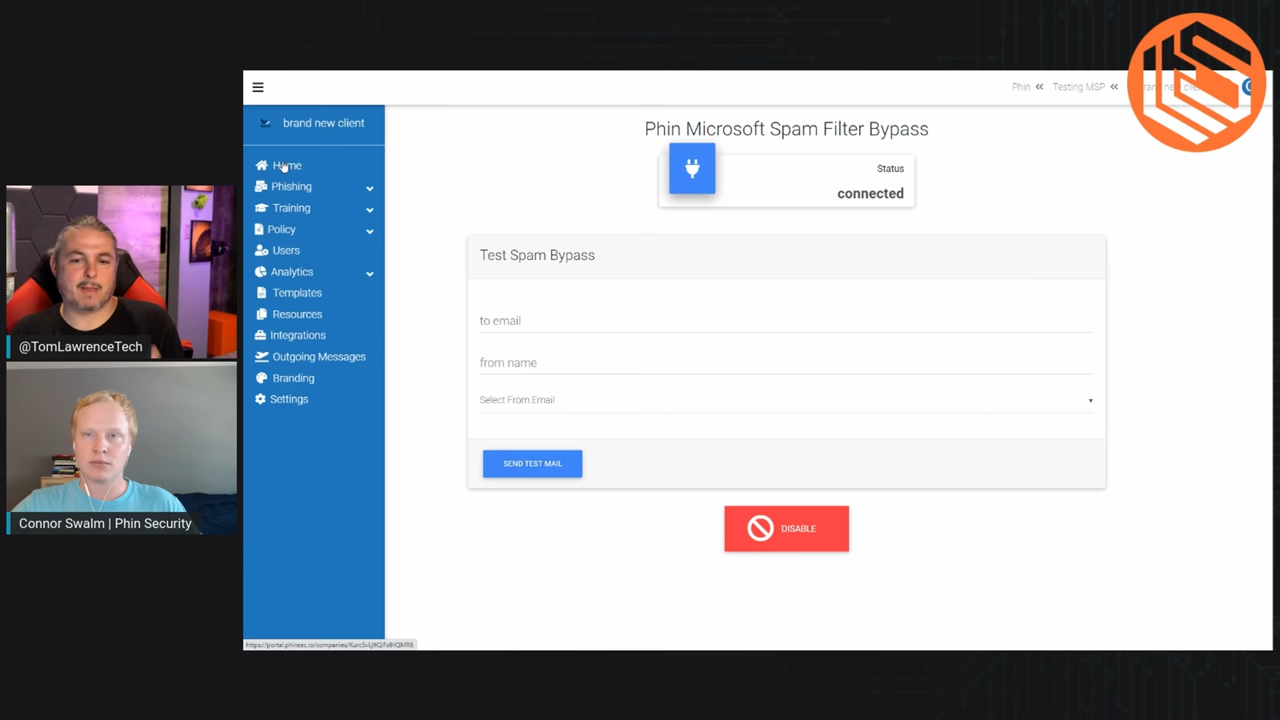 Phin « Testing MSP «
brand new client
Home
Phishing
Training
Policy
Users
Analytics
Templates
Resources
Integrations
Outgoing Messages
Branding
Settings
Phin Microsoft Spam Filter Bypass
Status
connected
Test Spam Bypass
to email
from name
Select From Email
SEND TEST MAIL
DISABLE
@TomLawrenceTech
Connor Swalm | Phin Security